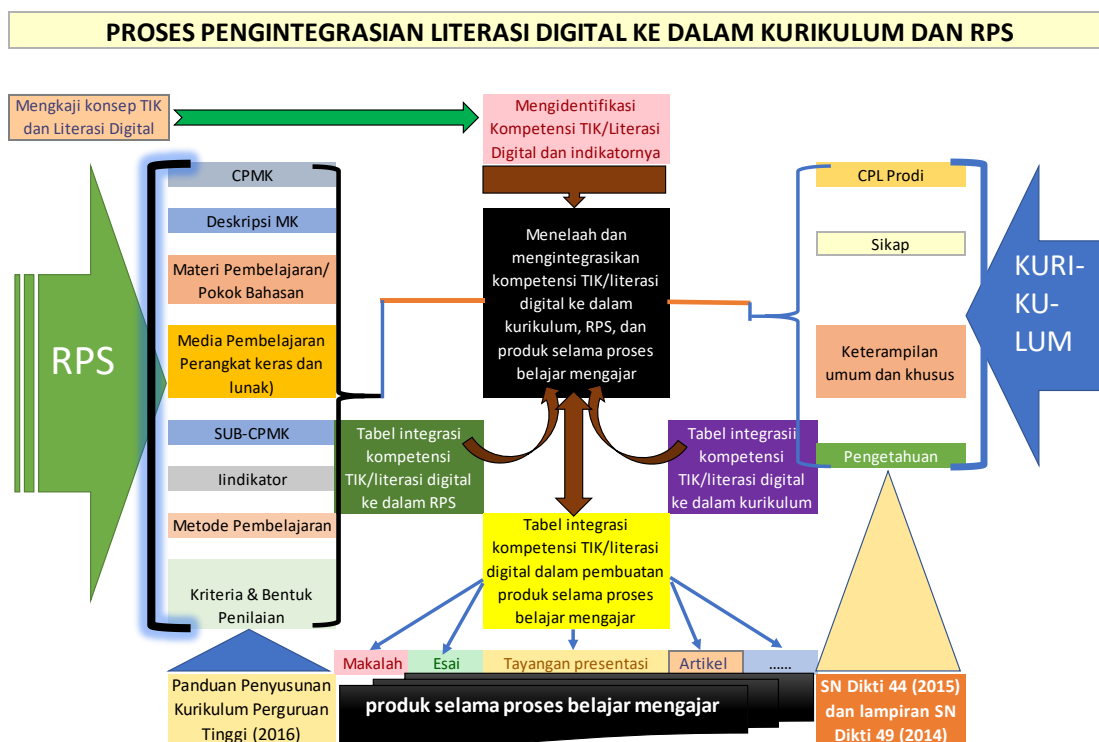 PROSES PENGINTEGRASIAN LITERASI DIGITAL KE DALAM KURIKULUM DAN RPS
Mengkaji konsep TIK
dan Literasi Digital
Mengidentifikasi
Kompetensi TIK/Literasi
Digital dan indikatornya
RPS
CPMK
Deskripsi MK
Materi Pembelajaran/
Pokok Bahasan
Media Pembelajaran
Perangkat keras dan
lunak)
SUB-CPMK
Iindikator
Metode Pembelajaran
Kriteria & Bentuk
Penilaian
Menelaah dan
mengintegrasikan
kompetensi TIK/literasi
digital ke dalam
kurikulum, RPS, dan
produk selama proses
belajar mengajar
CPL Prodi
Sikap
Keterampilan
umum dan khusus
Pengetahuan
KURI-
KU-
LUM
Tabel integrasi
kompetensi
TIK/literasi digital
ke dalam RPS
Tabel integrasii
kompetensi
TIK/literasi digital
ke dalam kurikulum
Tabel integrasi
kompetensi TIK/literasi
digital dalam pembuatan
produk selama proses
belajar mengajar
Makalah
Esai
Tayangan presentasi
Artikel
......
produk selama proses belajar mengajar
Panduan Penyusunan
Kurikulum Perguruan
Tinggi (2016)
SN Dikti 44 (2015)
dan lampiran SN
Dikti 49 (2014)